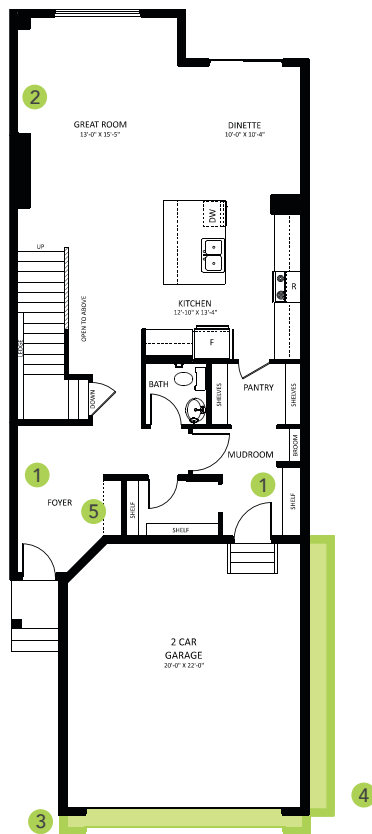 2
GREAT ROOM
13'-0" X 15'-5"
DINETTE
10'-0" X 10'-4"
DW
UP
OPEN TO ABOVE
LEDGE
R
KITCHEN
12'-10" X 13'-4"
F
BATH
PANTRY
SHELVES
SHELVES
DOWN
MUDROOM
BROOM
1
1
FOYER
5
SHELF
SHELF
SHELF
2 CAR
GARAGE
20'-0" X 22'-0"
3
4